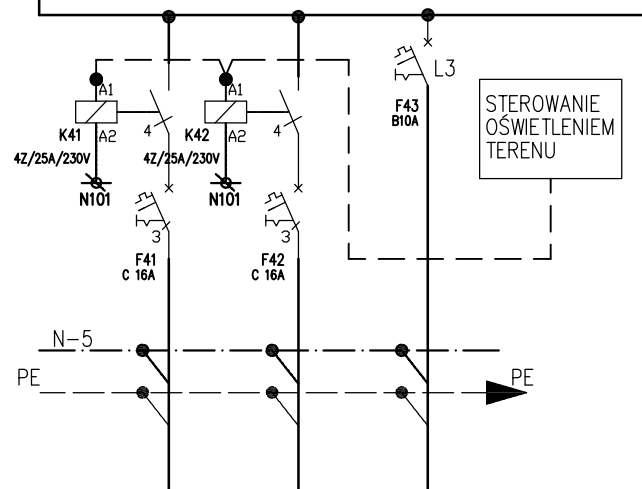 L3
A1
A1
F43
B10A
STEROWANIE
OŚWIETLENIEM
TERENU
K41
A2
4
K42
A2
4
4Z/25A/230V
4Z/25A/230V
N101
N101
3
3
F41
C 16A
F42
C 16A
N-5
PE
PE